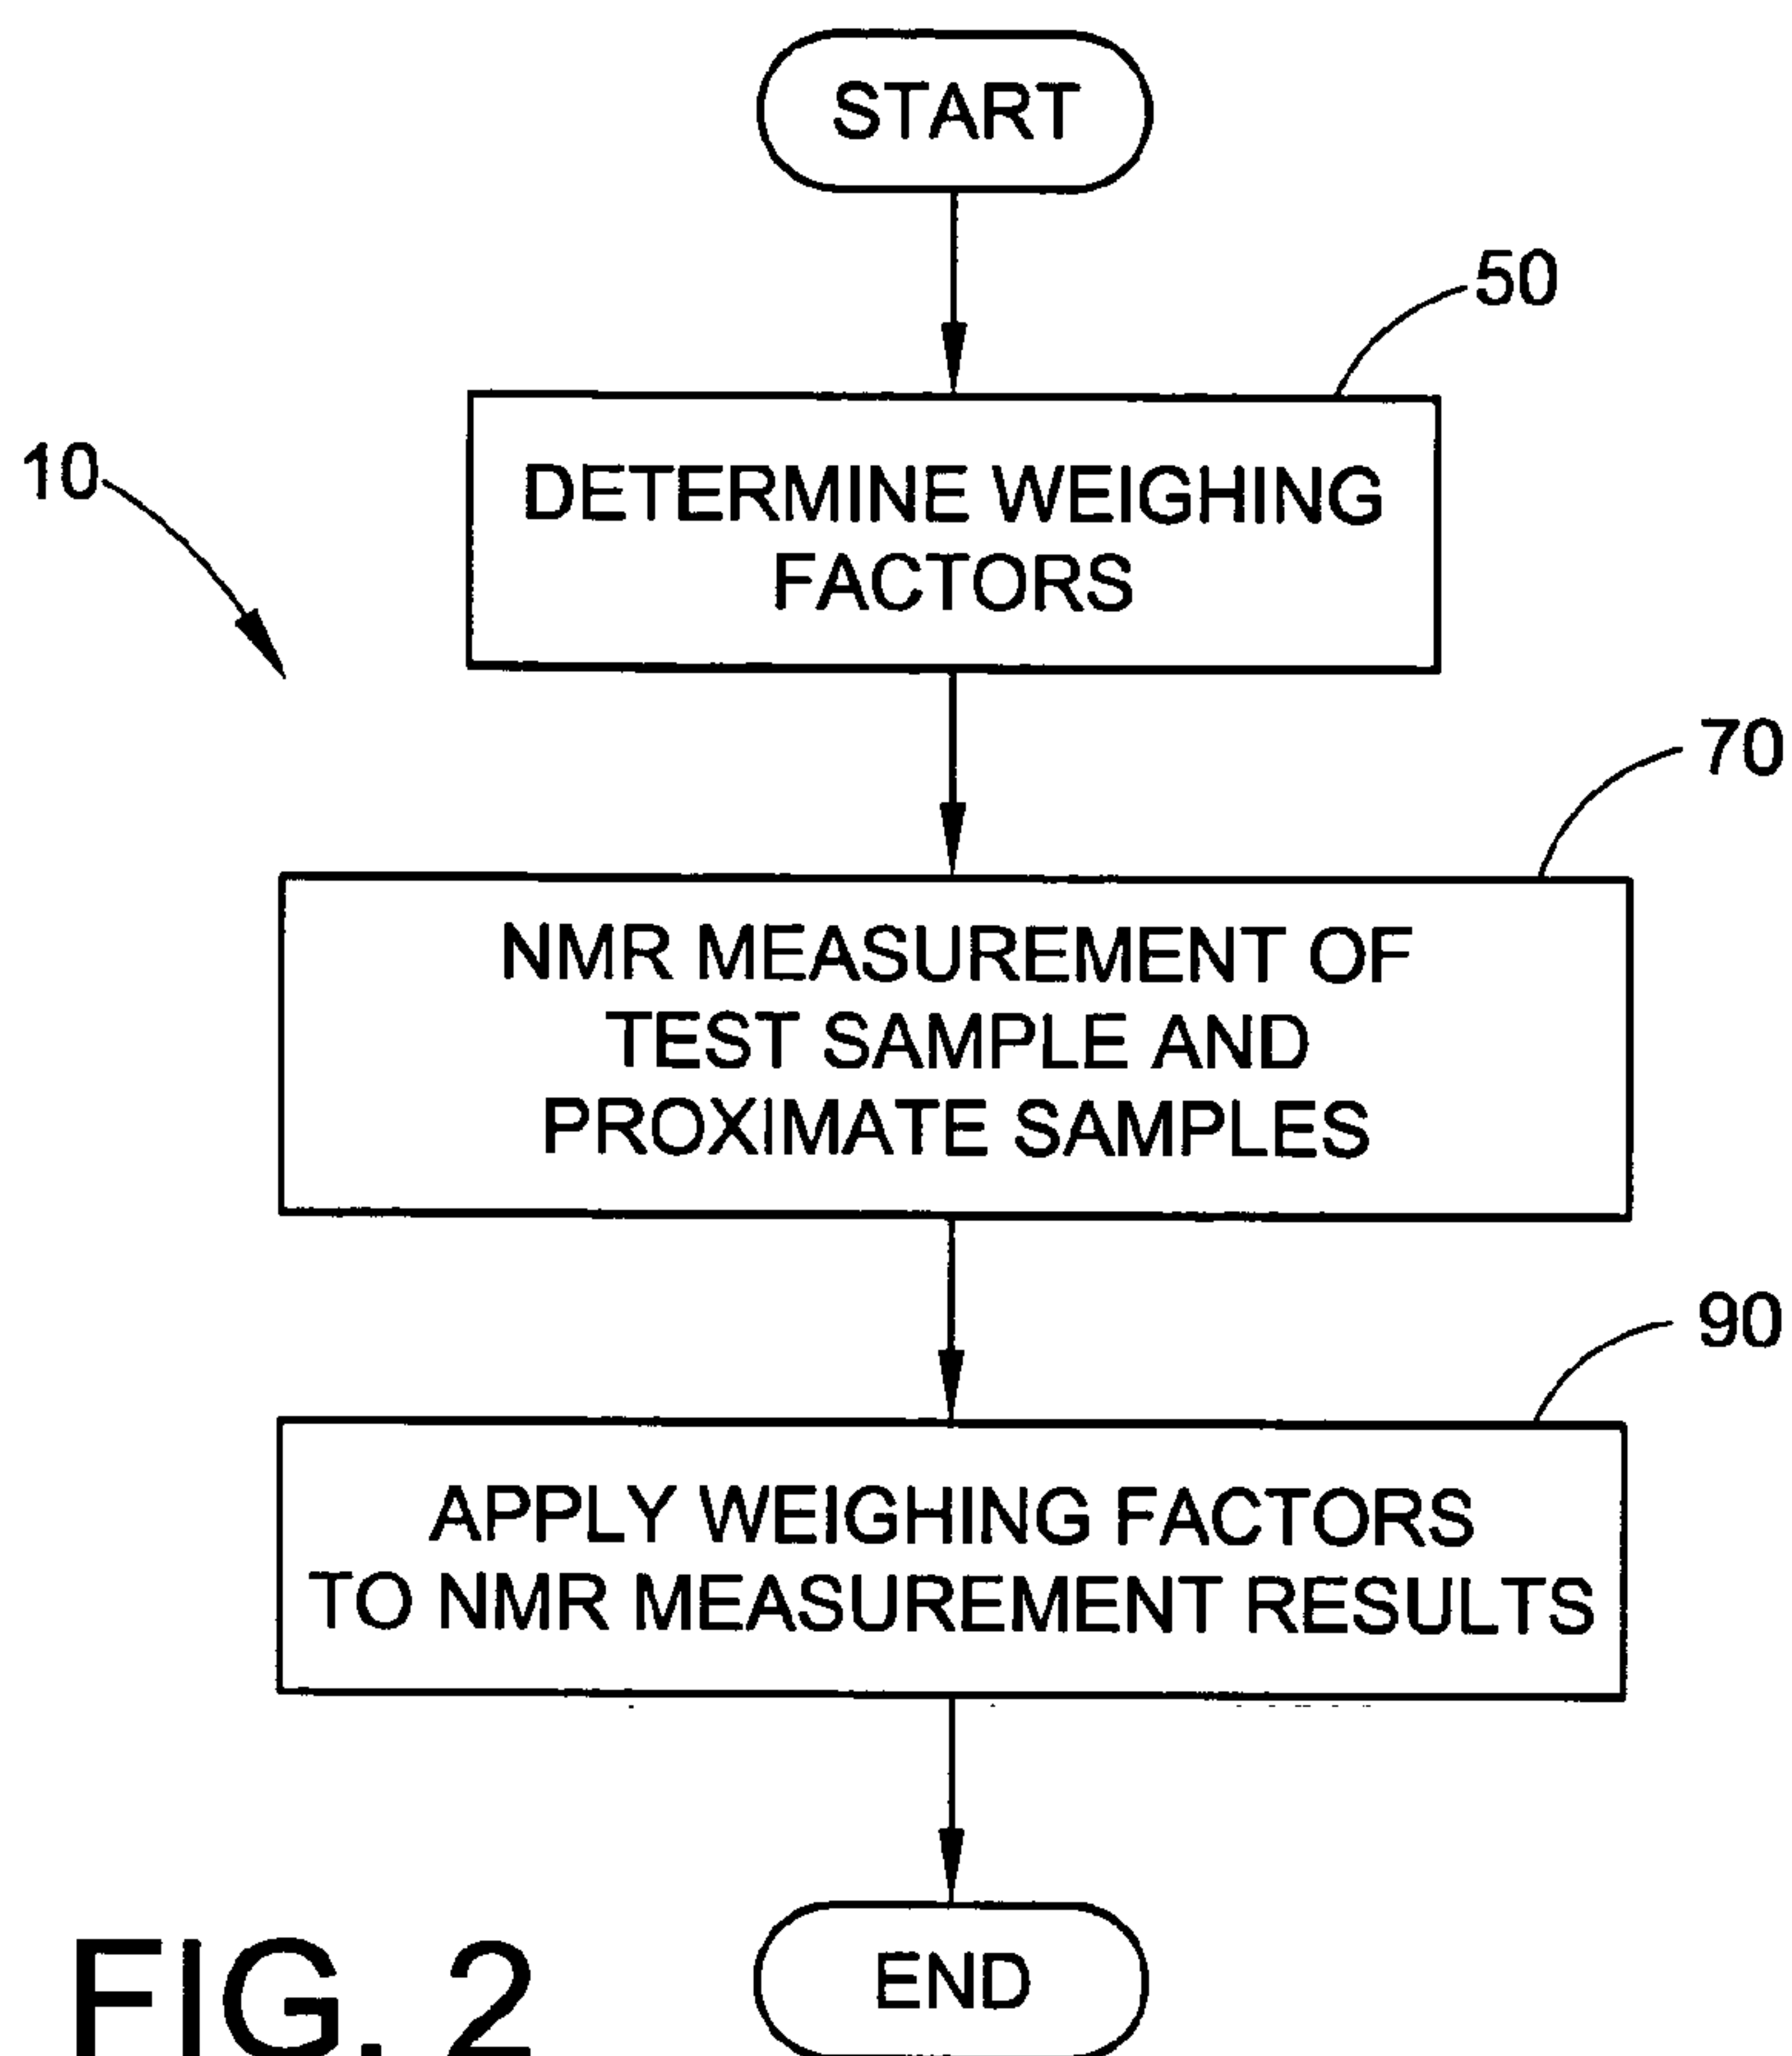 START
50
10
DETERMINE WEIGHING
FACTORS
70
NMR MEASUREMENT OF
TEST SAMPLE AND
PROXIMATE SAMPLES
90
APPLY WEIGHING FACTORS
TO NMR MEASUREMENT RESULTS
END
FIG. 2